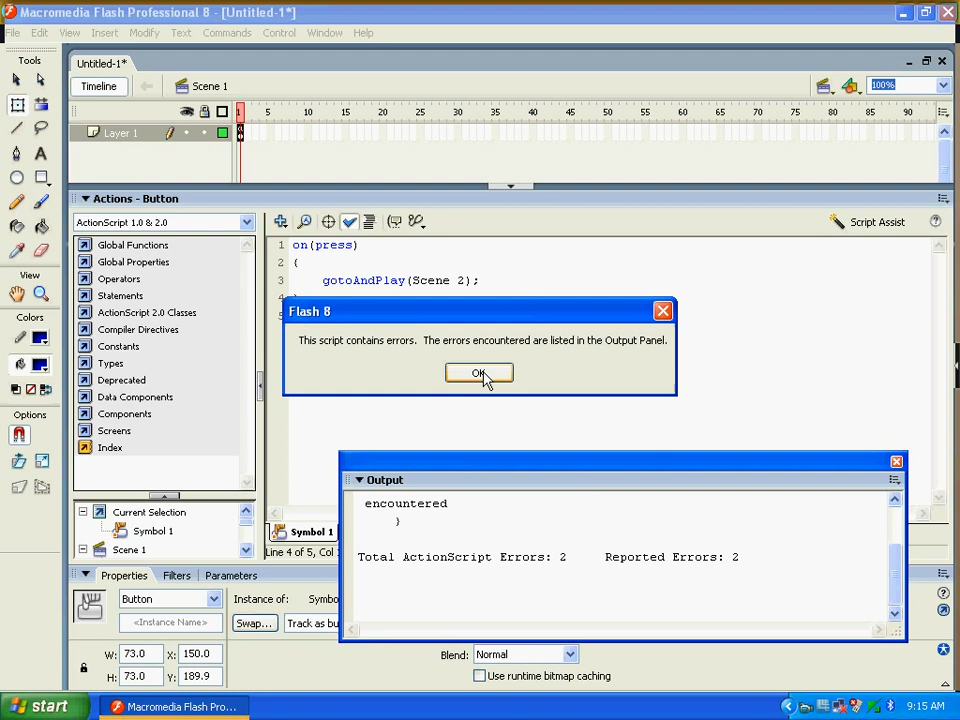 Macromedia Flash Professional 8 - [Untitled-1*]
File Edit View Insert Modify Text Commands Control Window Help
Tools
Untitled-1*
Timeline
Scene 1
100%
1 5 10 15 20 25 30 35 40 45 50 55 60 65 70 75 80 85 90
Layer 1
Actions - Button
ActionScript 1.0 & 2.0
Script Assist
Global Functions
Global Properties
Operators
Statements
ActionScript 2.0 Classes
Compiler Directives
Constants
Types
Deprecated
Data Components
Components
Screens
Index
1 on(press)
2 {
3 gotoAndPlay(Scene 2);
View
Colors
Options
Flash 8
This script contains errors. The errors encountered are listed in the Output Panel.
OK
Current Selection
Symbol 1
Scene 1
Symbol 1
Line 4 of 5, Col
Output
encountered
}
Total ActionScript Errors: 2 Reported Errors: 2
Properties Filters Parameters
Button
Instance of: Symbo
<Instance Name>
Swap...
Track as bu
W: 73.0 X: 150.0
H: 73.0 Y: 189.9
Blend: Normal
Use runtime bitmap caching
start
Macromedia Flash Pro...
9:15 AM